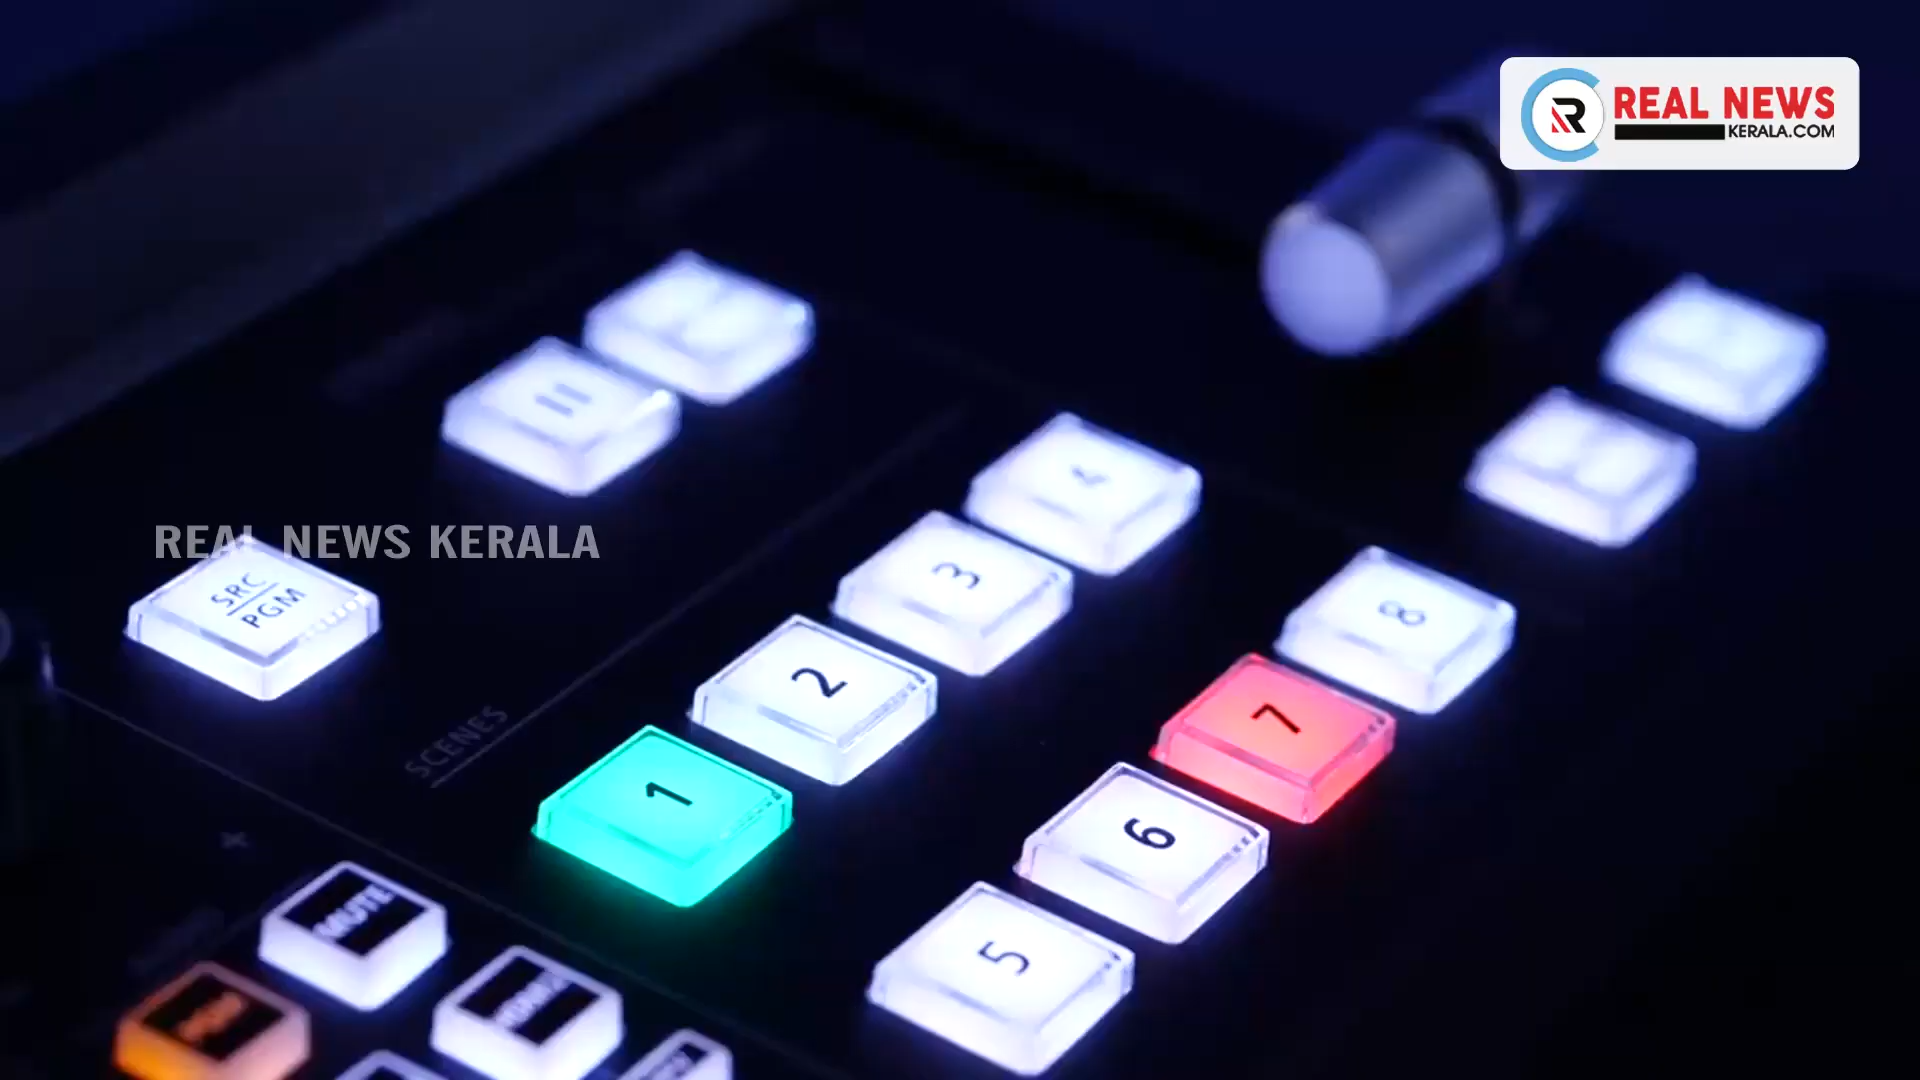 REAL NEWS
KERALA.COM
REAL NEWS KERALA
SRC
PGM
SCENES
4
3
2
1
8
7
6
5
MUTE